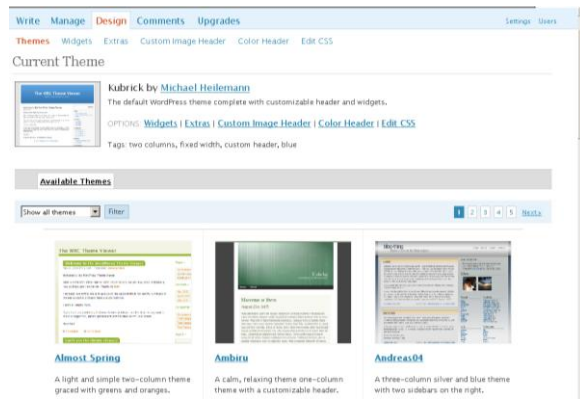 Write Manage Design Comments Upgrades Settings Users
Themes Widgets Extras Custom Image Header Color Header Edit CSS
Current Theme
Kubrick by Michael Heilemann
The default WordPress theme complete with customizable header and widgets.
OPTIONS: Widgets | Extras | Custom Image Header | Color Header | Edit CSS
Tags: two columns, fixed width, custom header, blue
Available Themes
Show all themes Filter 1 2 3 4 5 Next »
Almost Spring Ambiru Andreas04
A light and simple two-column theme A calm, relaxing theme one-column A three-column silver and blue theme
graced with greens and oranges. theme with a customizable header. with two sidebars on the right.